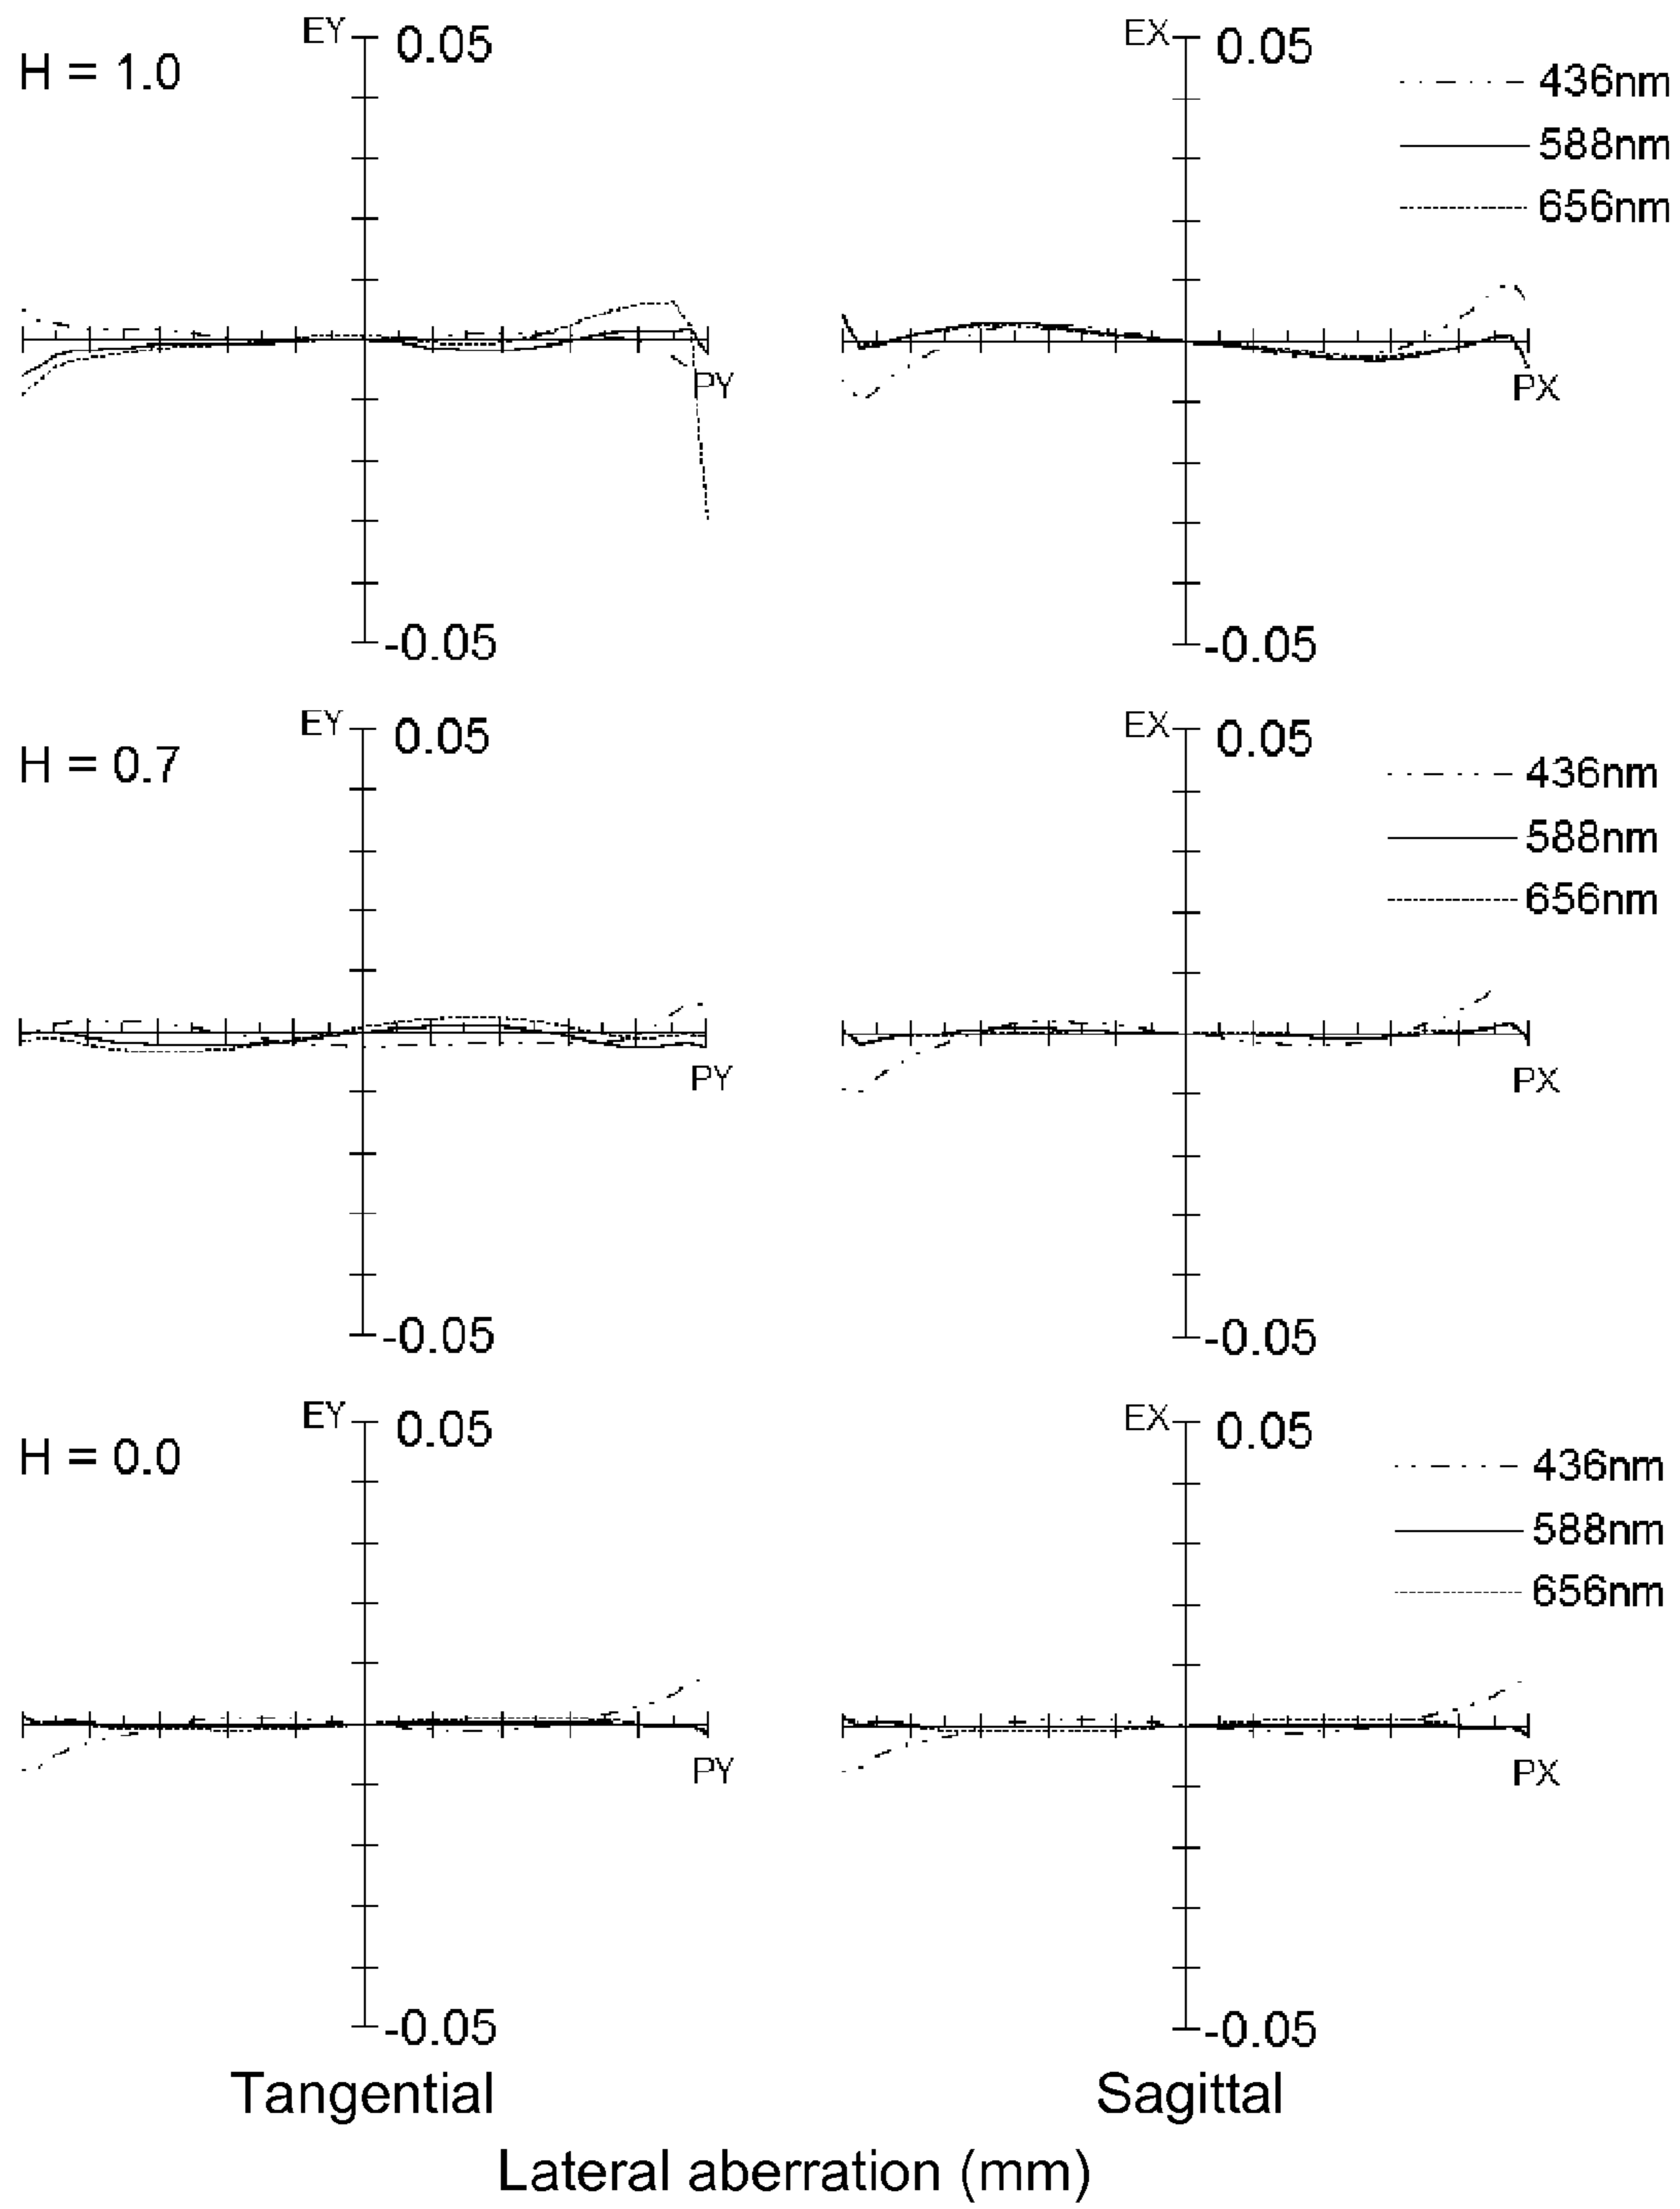 H = 1.0
EY
0.05
-0.05
PY
EX
0.05
-0.05
PX
436nm
588nm
656nm
H = 0.7
EY
0.05
-0.05
PY
EX
0.05
-0.05
PX
436nm
588nm
656nm
H = 0.0
EY
0.05
-0.05
PY
EX
0.05
-0.05
PX
436nm
588nm
656nm
Tangential
Sagittal
Lateral aberration (mm)